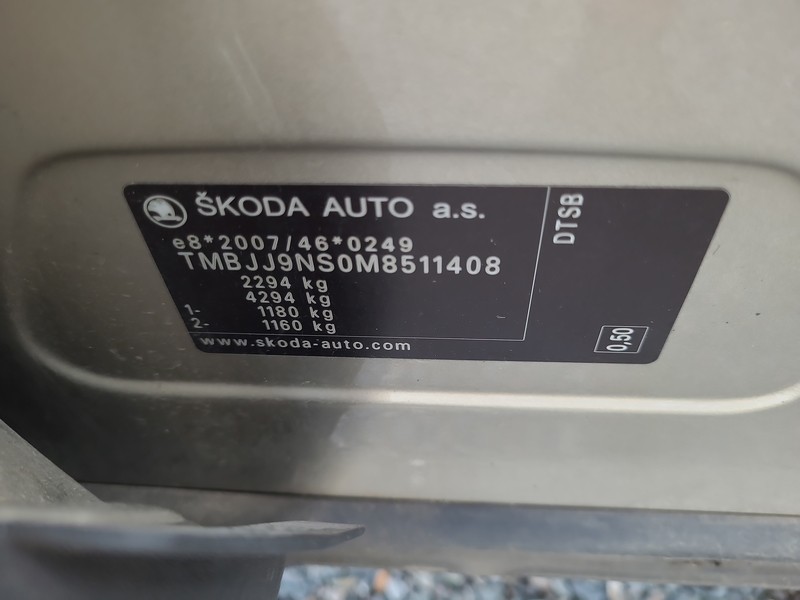 ŠKODA AUTO a.s.
e8*2007/46*0249
TMBJJ9NS0M8511408
2294 kg
4294 kg
1- 1180 kg
2- 1160 kg
www.skoda-auto.com
DTSB
0,50